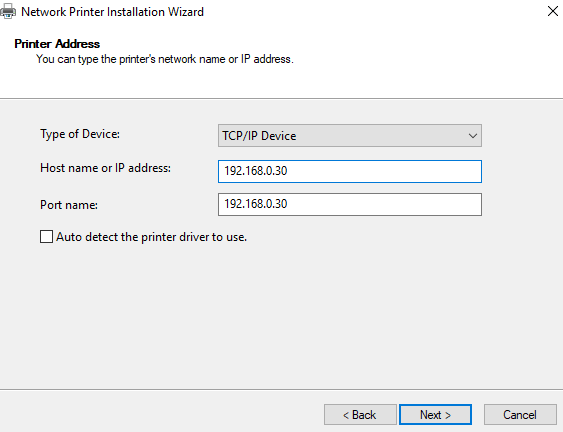 Network Printer Installation Wizard
Printer Address
You can type the printer's network name or IP address.
Type of Device:
TCP/IP Device
Host name or IP address:
192.168.0.30
Port name:
192.168.0.30
Auto detect the printer driver to use.
< Back
Next >
Cancel